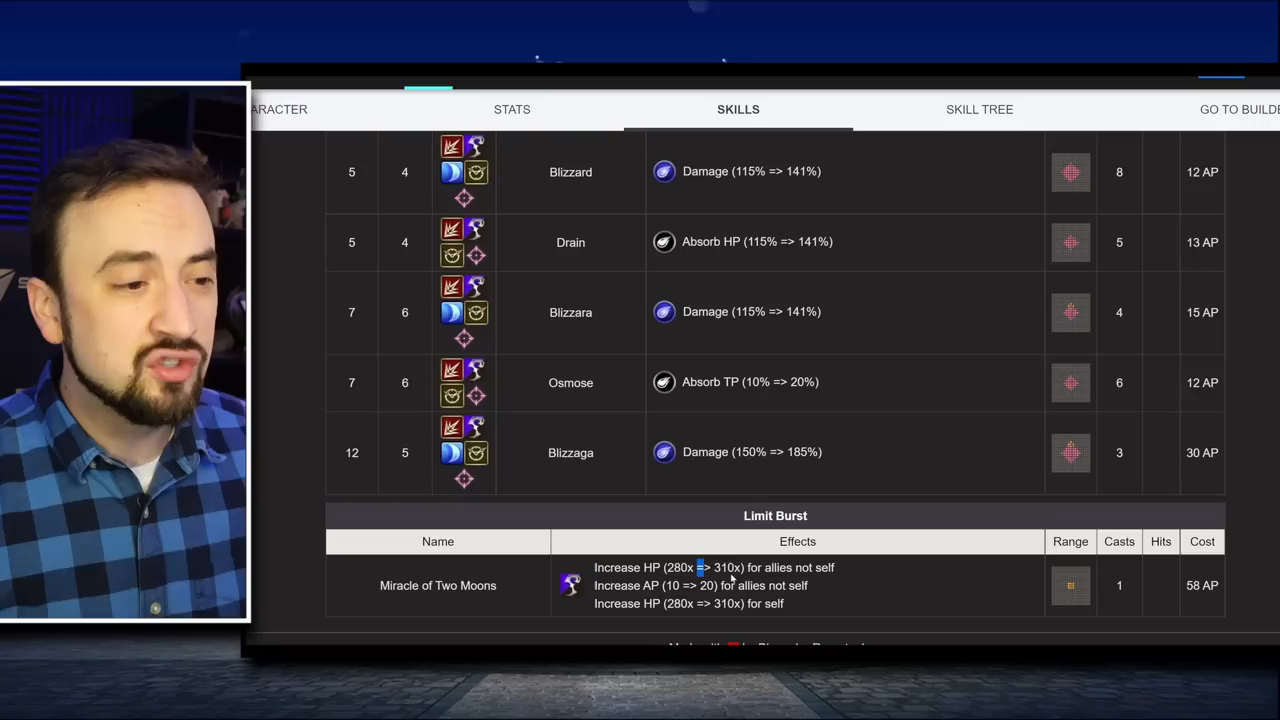 ARACTER STATS SKILLS SKILL TREE GO TO BUILDE
5 4 Blizzard Damage (115% => 141%) 8 12 AP
5 4 Drain Absorb HP (115% => 141%) 5 13 AP
7 6 Blizzara Damage (115% => 141%) 4 15 AP
7 6 Osmose Absorb TP (10% => 20%) 6 12 AP
12 5 Blizzaga Damage (150% => 185%) 3 30 AP
Limit Burst
Name Effects Range Casts Hits Cost
Increase HP (280x => 310x) for allies not self
Miracle of Two Moons Increase AP (10 => 20) for allies not self 1 58 AP
Increase HP (280x => 310x) for self